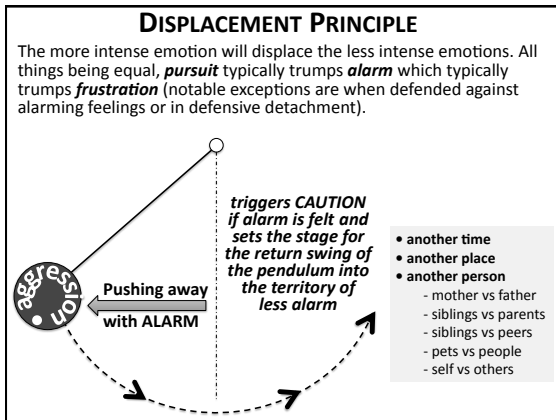 DISPLACEMENT PRINCIPLE
The more intense emotion will displace the less intense emotions. All
things being equal, pursuit typically trumps alarm which typically
trumps frustration (notable exceptions are when defended against
alarming feelings or in defensive detachment).
triggers CAUTION
if alarm is felt and
sets the stage for
the return swing of
the pendulum into
the territory of
less alarm
aggression
Pushing away
with ALARM
• another time
• another place
• another person
- mother vs father
- siblings vs parents
- siblings vs peers
- pets vs people
- self vs others